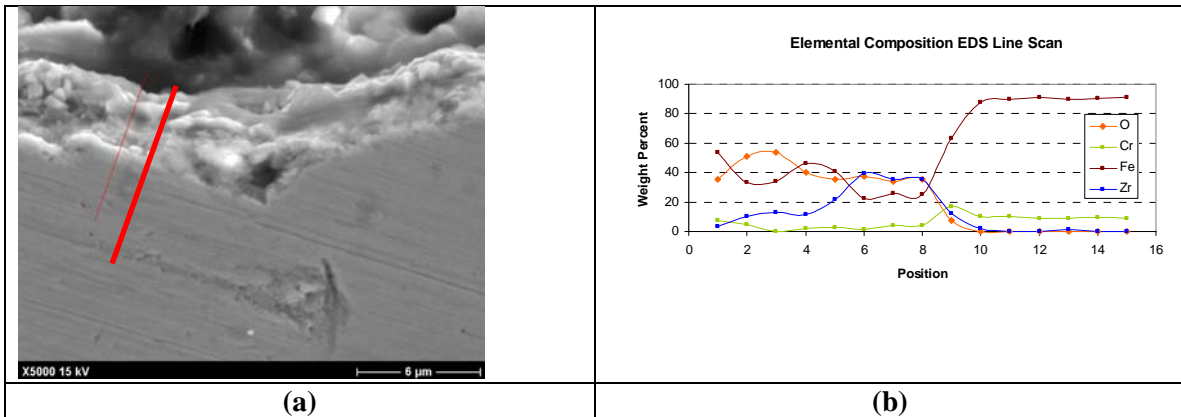 X5000 15 kV
6 µm
(a)
Elemental Composition EDS Line Scan
Weight Percent
100
80
60
40
20
0
0 2 4 6 8 10 12 14 16
Position
O
Cr
Fe
Zr
(b)